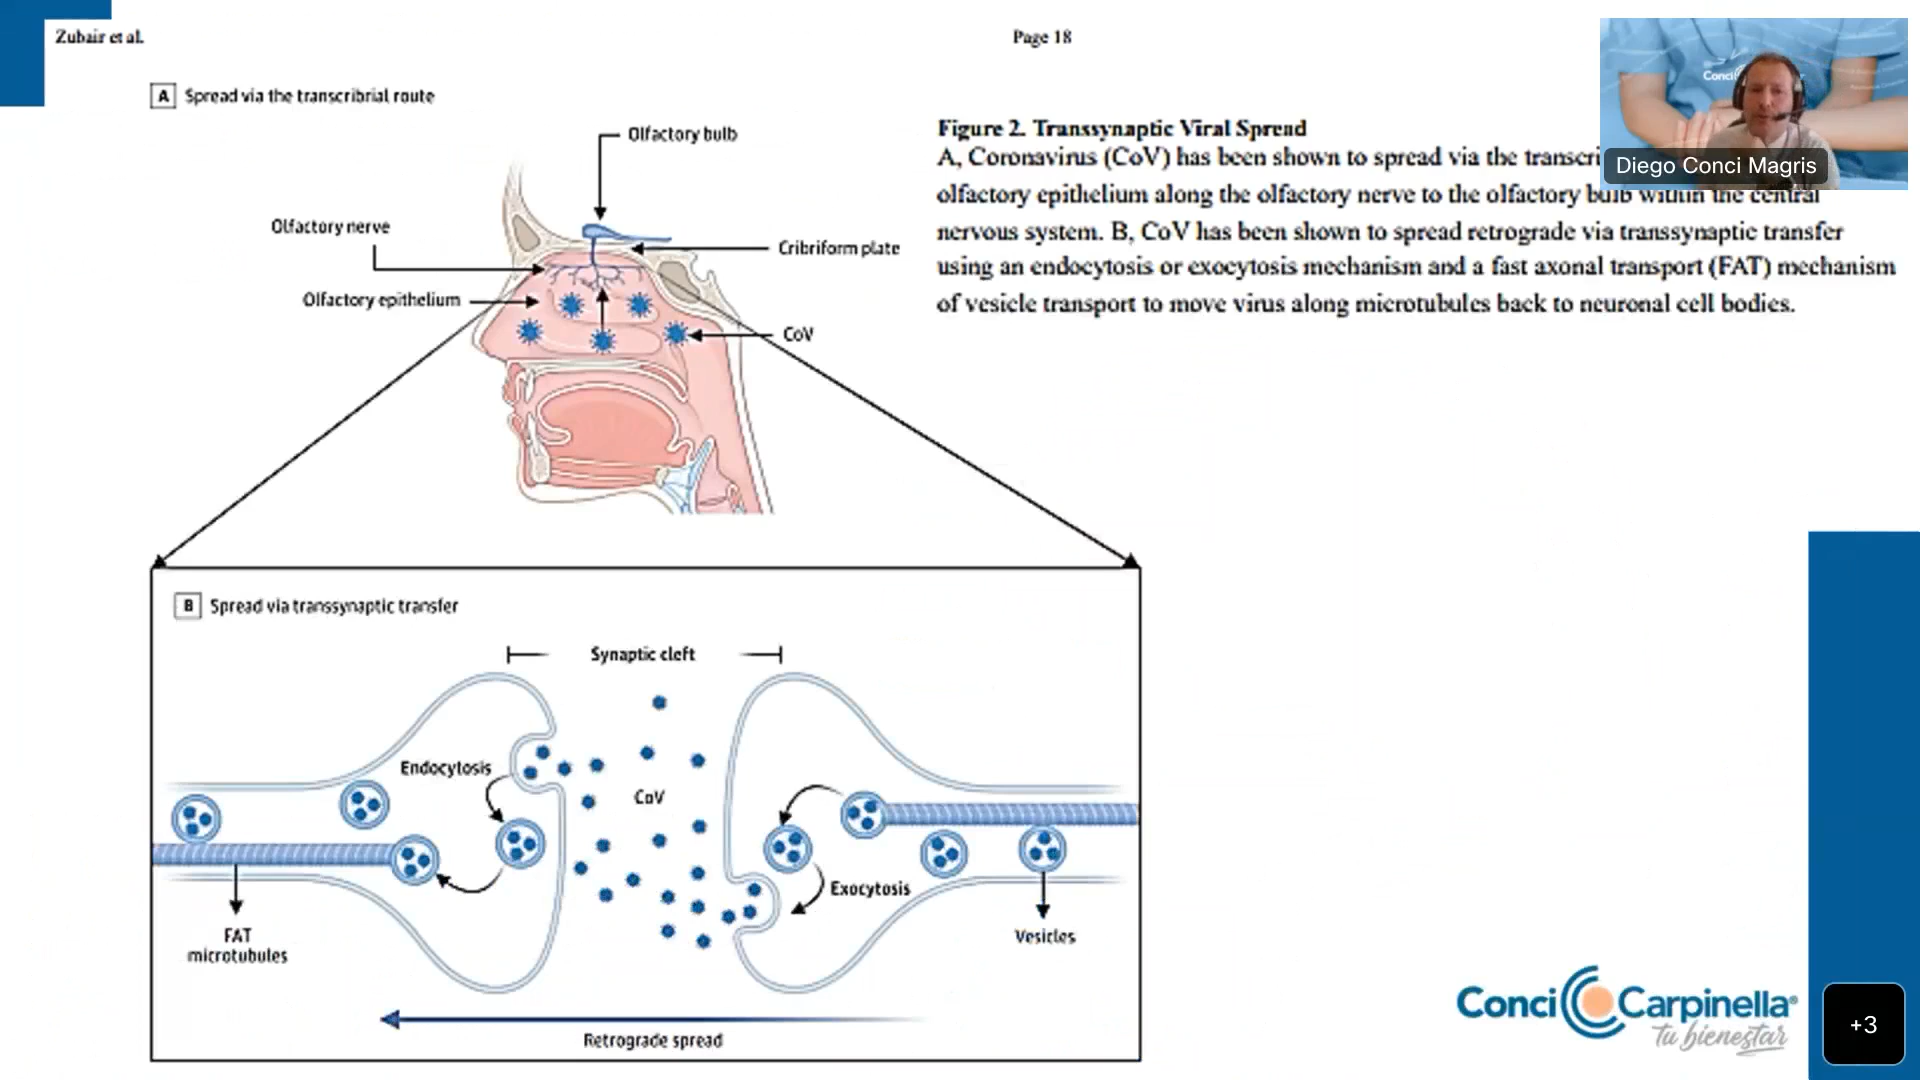 Zubair et al.
Page 18
A Spread via the transcribrial route
Olfactory bulb
Olfactory nerve
Cribriform plate
Olfactory epithelium
CoV
Figure 2. Transsynaptic Viral Spread
A, Coronavirus (CoV) has been shown to spread via the
olfactory epithelium along the olfactory nerve to the olfactory bulb within the central
nervous system. B, CoV has been shown to spread retrograde via transsynaptic transfer
using an endocytosis or exocytosis mechanism and a fast axonal transport (FAT) mechanism
of vesicle transport to move virus along microtubules back to neuronal cell bodies.
Conci
Diego Conci Magris
B Spread via transsynaptic transfer
Synaptic cleft
Endocytosis
CoV
Exocytosis
FAT
microtubules
Vesicles
Retrograde spread
Conci Carpinella®
tu bienestar
+3